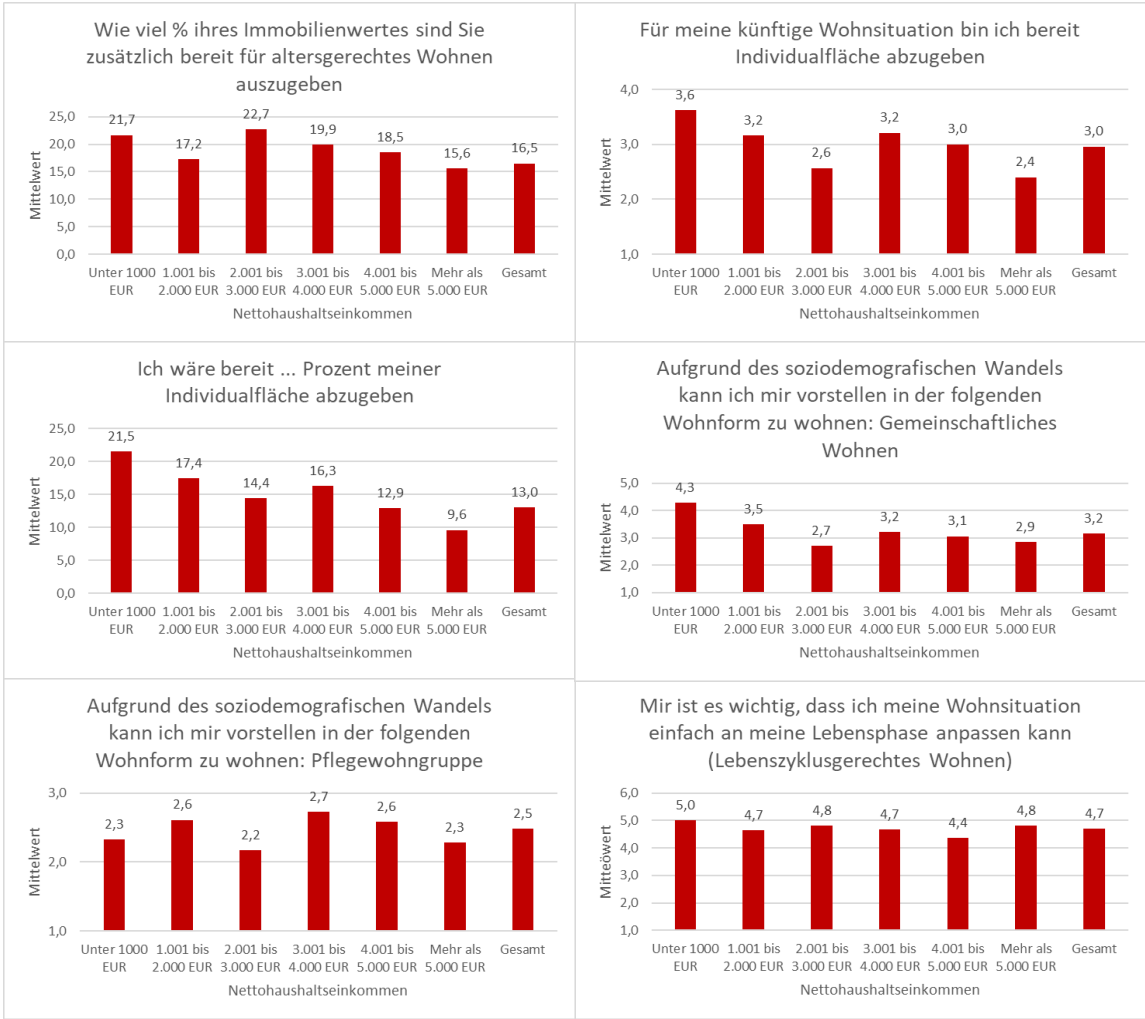 Wie viel % ihres Immobilienwertes sind Sie
zusätzlich bereit für altersgerechtes Wohnen
auszugeben
25,0
20,0
15,0
10,0
5,0
0,0
Mittelwert
21,7
17,2
22,7
19,9
18,5
15,6
16,5
Unter 1000 1.001 bis 2.001 bis 3.001 bis 4.001 bis Mehr als Gesamt
EUR 2.000 EUR 3.000 EUR 4.000 EUR 5.000 EUR 5.000 EUR
Nettohaushaltseinkommen
Für meine künftige Wohnsituation bin ich bereit
Individualfläche abzugeben
4,0
3,0
2,0
1,0
Mittelwert
3,6
3,2
2,6
3,2
3,0
2,4
3,0
Unter 1000 1.001 bis 2.001 bis 3.001 bis 4.001 bis Mehr als Gesamt
EUR 2.000 EUR 3.000 EUR 4.000 EUR 5.000 EUR 5.000 EUR
Nettohaushaltseinkommen
Ich wäre bereit ... Prozent meiner
Individualfläche abzugeben
25,0
20,0
15,0
10,0
5,0
0,0
Mittelwert
21,5
17,4
14,4
16,3
12,9
9,6
13,0
Unter 1000 1.001 bis 2.001 bis 3.001 bis 4.001 bis Mehr als Gesamt
EUR 2.000 EUR 3.000 EUR 4.000 EUR 5.000 EUR 5.000 EUR
Nettohaushaltseinkommen
Aufgrund des soziodemografischen Wandels
kann ich mir vorstellen in der folgenden
Wohnform zu wohnen: Gemeinschaftliches
Wohnen
5,0
4,0
3,0
2,0
1,0
Mittelwert
4,3
3,5
2,7
3,2
3,1
2,9
3,2
Unter 1000 1.001 bis 2.001 bis 3.001 bis 4.001 bis Mehr als Gesamt
EUR 2.000 EUR 3.000 EUR 4.000 EUR 5.000 EUR 5.000 EUR
Nettohaushaltseinkommen
Aufgrund des soziodemografischen Wandels
kann ich mir vorstellen in der folgenden
Wohnform zu wohnen: Pflegewohngruppe
3,0
2,0
1,0
Mittelwert
2,3
2,6
2,2
2,7
2,6
2,3
2,5
Unter 1000 1.001 bis 2.001 bis 3.001 bis 4.001 bis Mehr als Gesamt
EUR 2.000 EUR 3.000 EUR 4.000 EUR 5.000 EUR 5.000 EUR
Nettohaushaltseinkommen
Mir ist es wichtig, dass ich meine Wohnsituation
einfach an meine Lebensphase anpassen kann
(Lebenszyklusgerechtes Wohnen)
6,0
5,0
4,0
3,0
2,0
1,0
Mitteöwert
5,0
4,7
4,8
4,7
4,4
4,8
4,7
Unter 1000 1.001 bis 2.001 bis 3.001 bis 4.001 bis Mehr als Gesamt
EUR 2.000 EUR 3.000 EUR 4.000 EUR 5.000 EUR 5.000 EUR
Nettohaushaltseinkommen